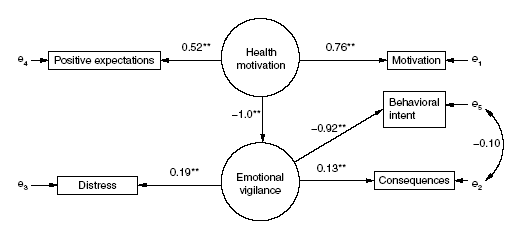 0.52**
Health
motivation
0.76**
e₄
Positive expectations
Motivation
e₁
−1.0**
Behavioral
intent
e₅
−0.92**
−0.10
Emotional
vigilance
0.19**
0.13**
e₃
Distress
Consequences
e₂